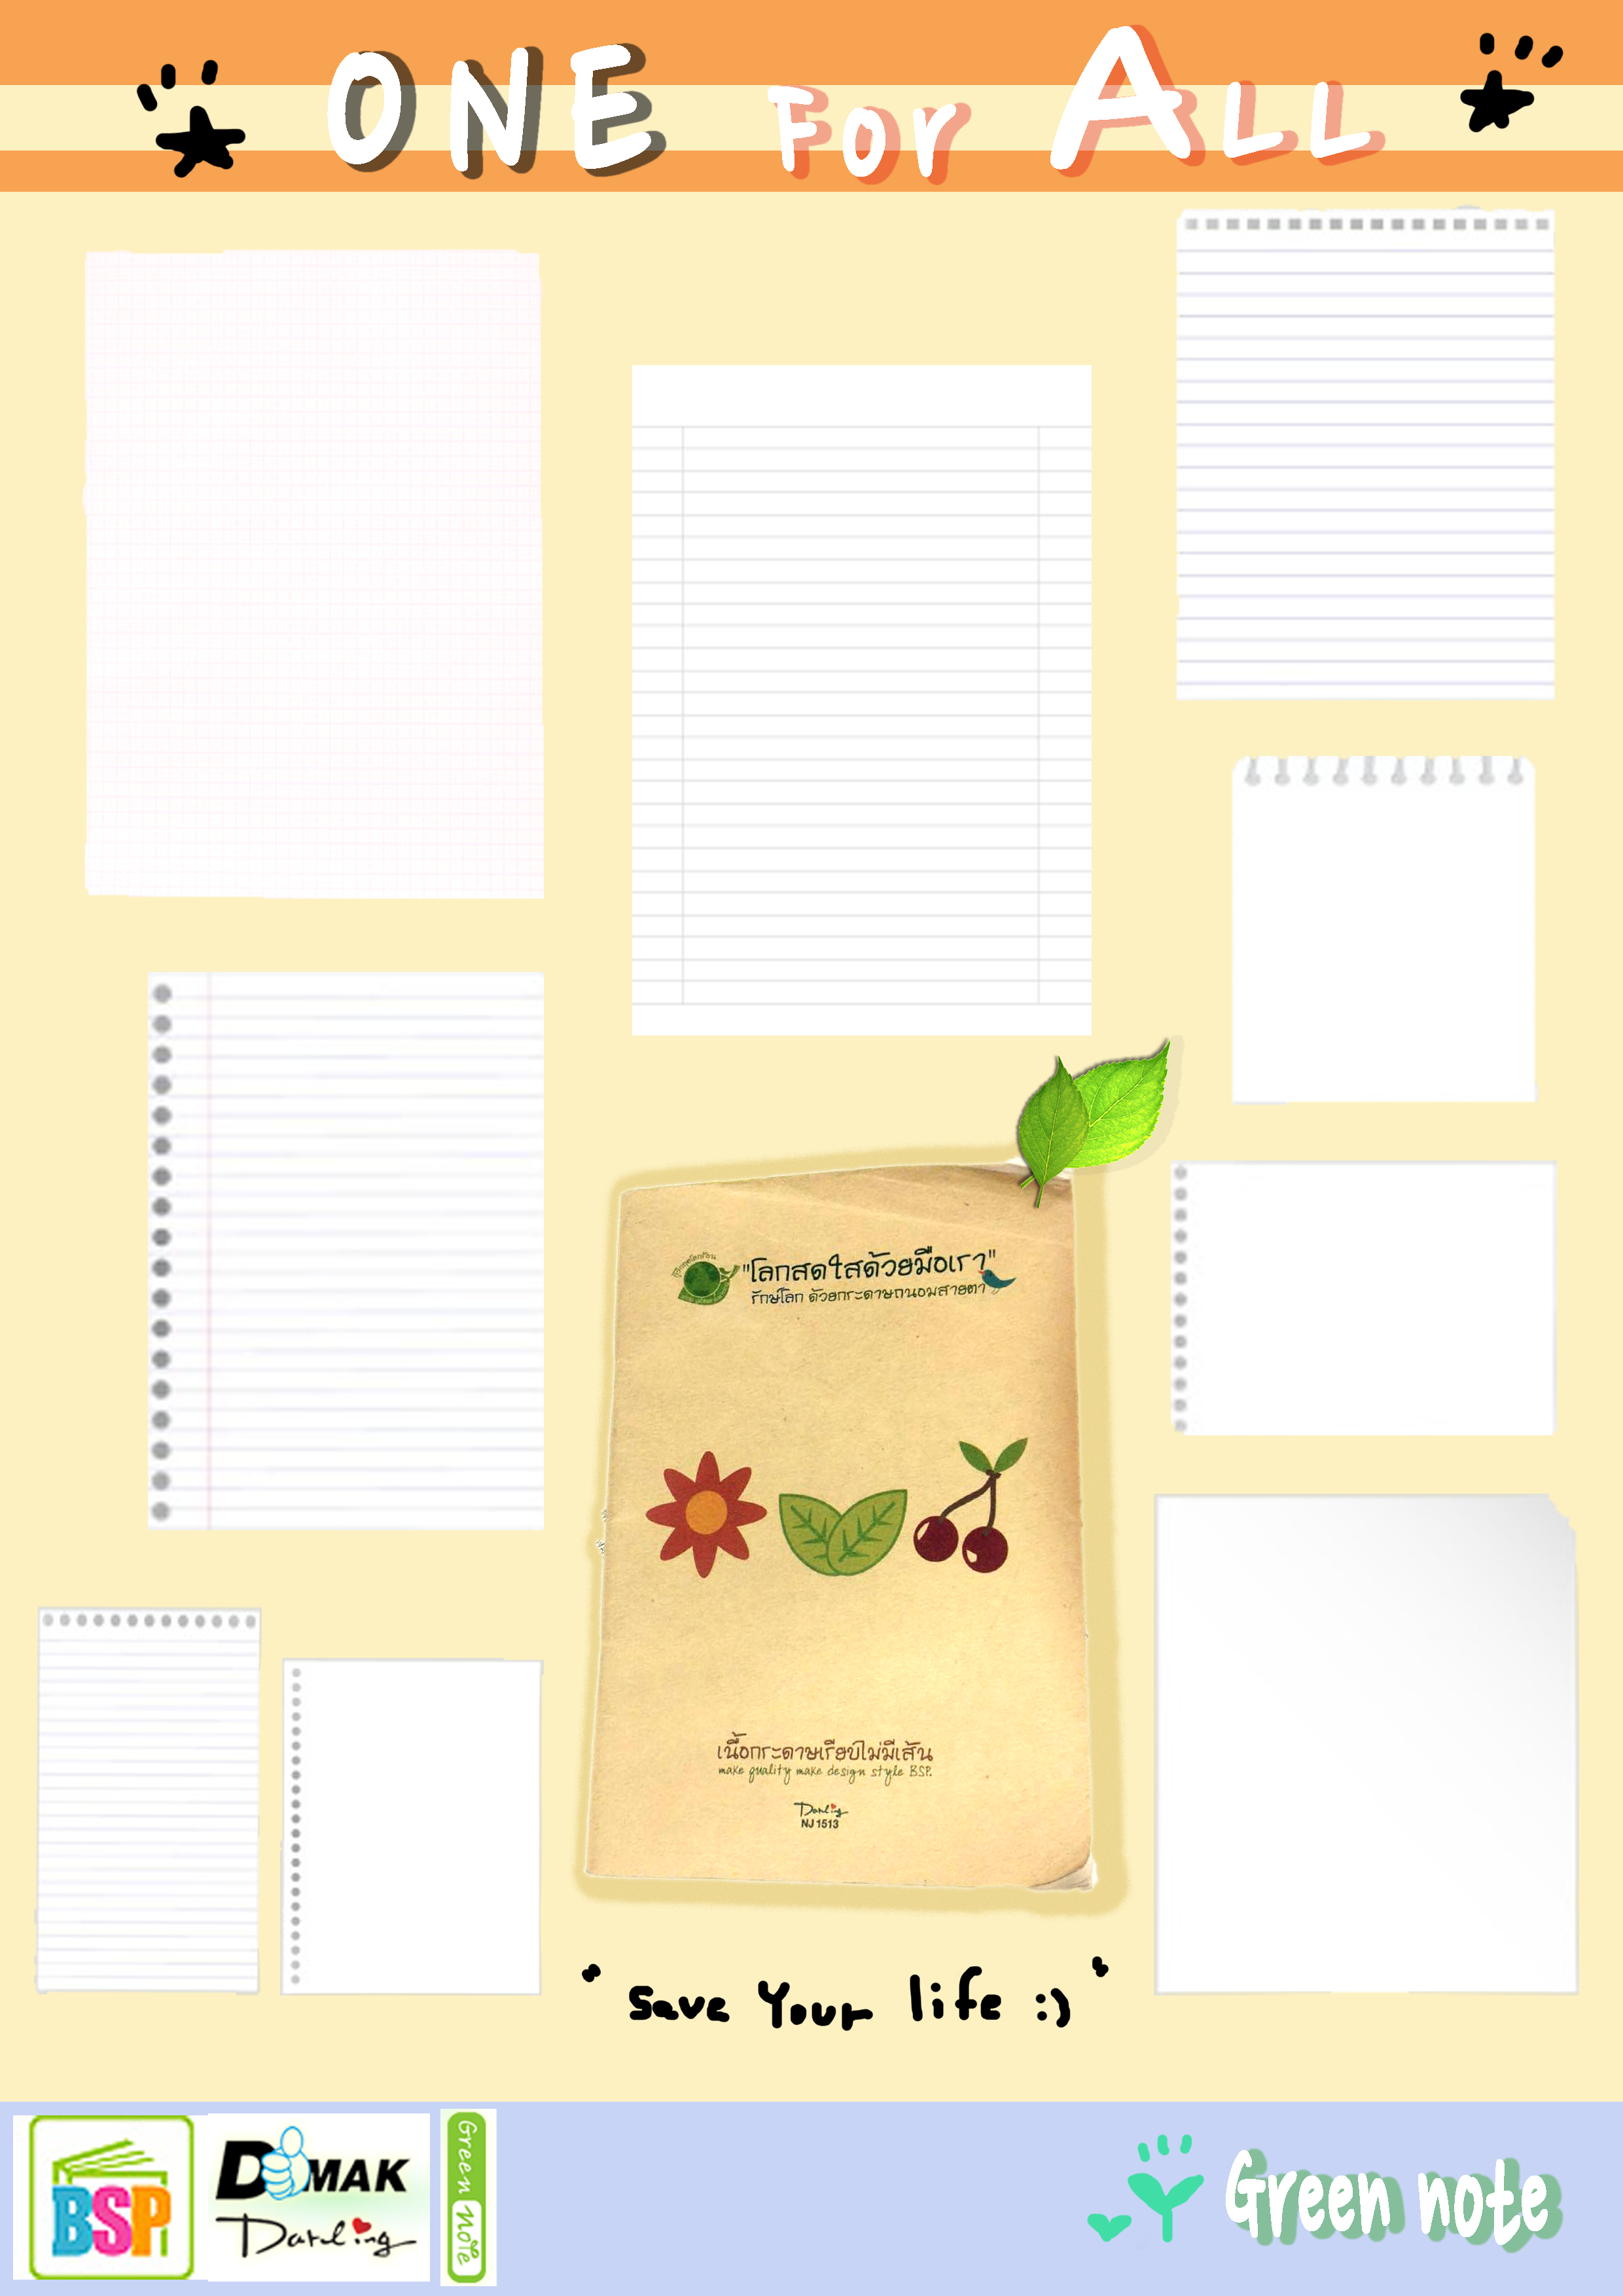 ONE FOR ALL
"โลกสดใสด้วยมือเรา"
รักษ์โลก ด้วยกระดาษถนอมสายตา
เนื้อกระดาษเรียบไม่มีเส้น
make quality make design style BSP.
Darling
NJ 1513
"Save Your life :)"
BSP
DMAK
Darling
Green Note
Green note